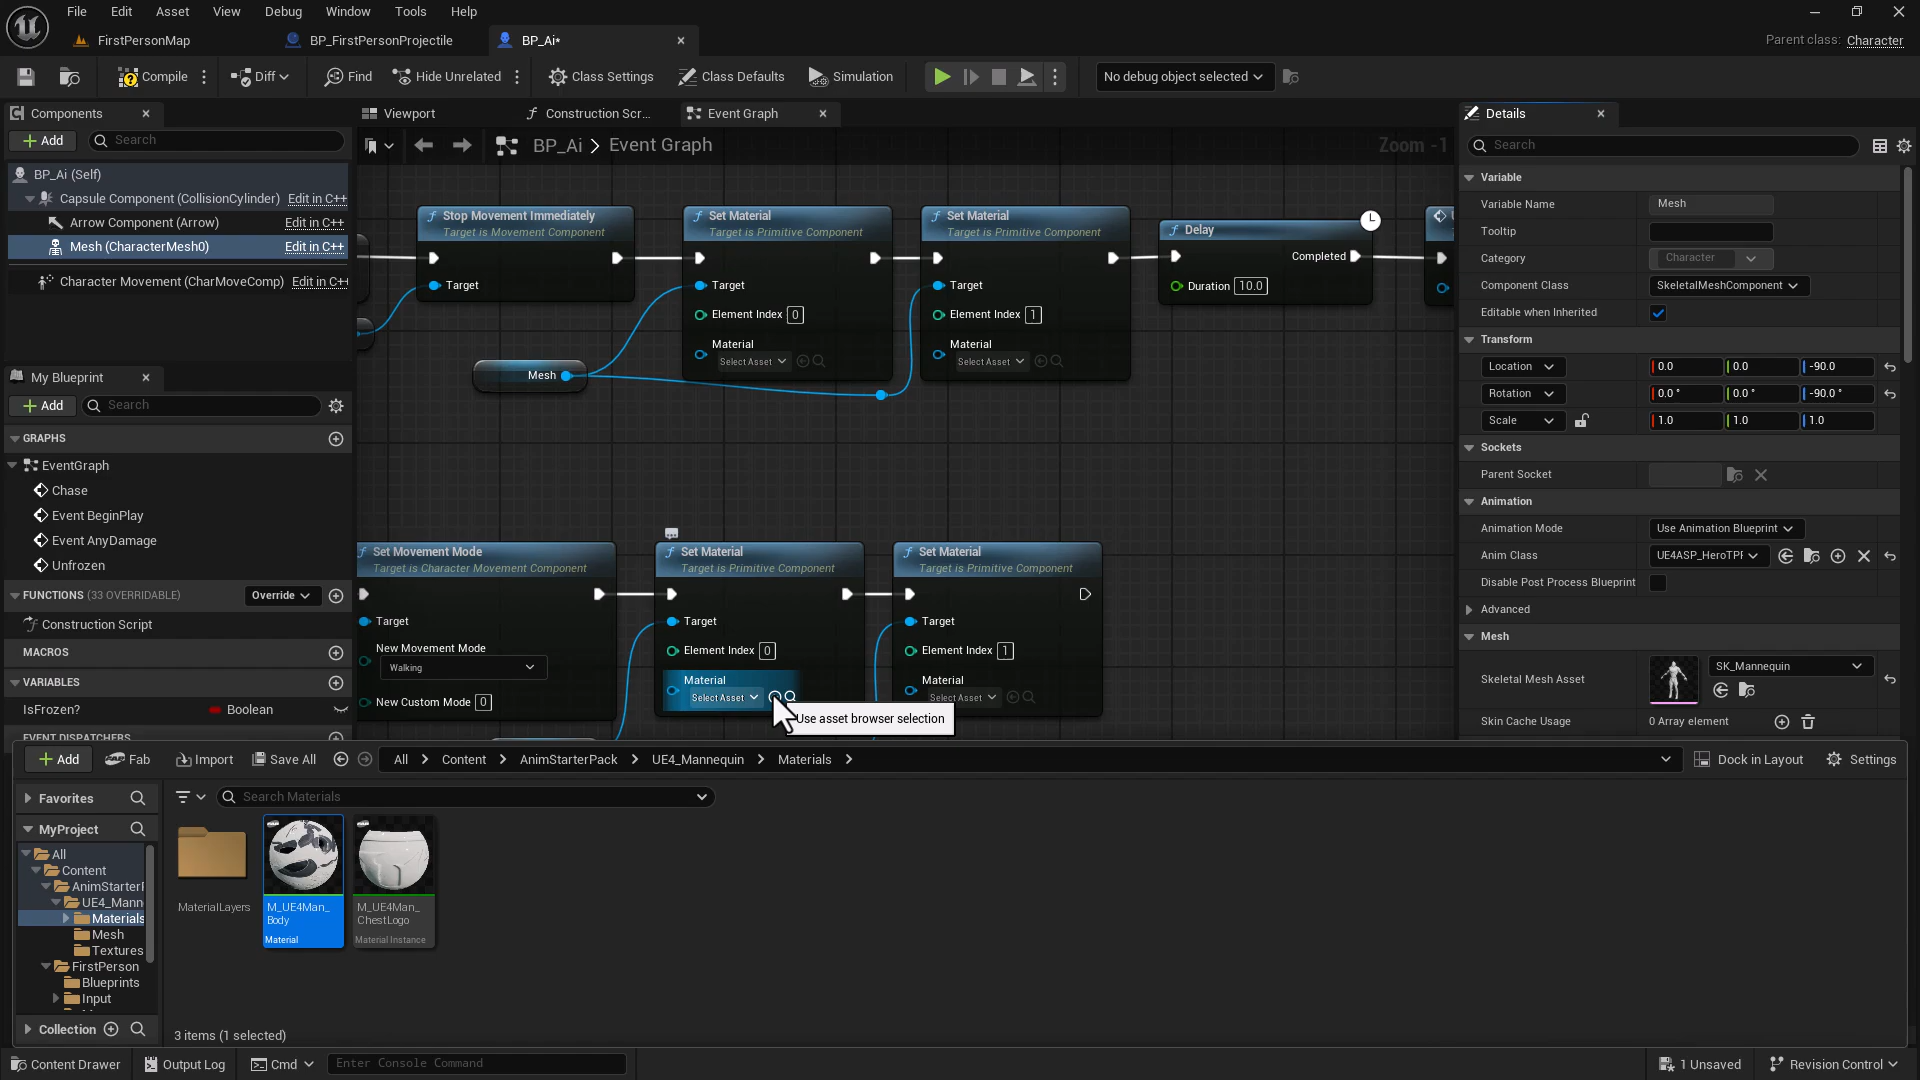 File Edit Asset View Debug Window Tools Help
FirstPersonMap BP_FirstPersonProjectile BP_Ai•
Parent class: Character
Compile Diff Find Hide Unrelated Class Settings Class Defaults Simulation No debug object selected
Components
Add Search
BP_Ai (Self)
Capsule Component (CollisionCylinder) Edit in C++
Arrow Component (Arrow) Edit in C++
Mesh (CharacterMesh0) Edit in C++
Character Movement (CharMoveComp) Edit in C++
My Blueprint
Add Search
GRAPHS
EventGraph
Chase
Event BeginPlay
Event AnyDamage
Unfrozen
FUNCTIONS (33 OVERRIDABLE) Override
Construction Script
MACROS
VARIABLES
IsFrozen? Boolean
EVENT DISPATCHERS
Viewport Construction Scr... Event Graph
BP_Ai > Event Graph Zoom -1
Stop Movement Immediately
Target is Movement Component
Target
Mesh
Set Material
Target is Primitive Component
Target
Element Index 0
Material
Select Asset
Set Material
Target is Primitive Component
Target
Element Index 1
Material
Select Asset
Delay
Completed
Duration 10.0
Set Movement Mode
Target is Character Movement Component
Target
New Movement Mode
Walking
New Custom Mode 0
Set Material
Target is Primitive Component
Target
Element Index 0
Material
Select Asset
Use asset browser selection
Set Material
Target is Primitive Component
Target
Element Index 1
Material
Select Asset
Details
Search
Variable
Variable Name Mesh
Tooltip
Category Character
Component Class SkeletalMeshComponent
Editable when Inherited
Transform
Location 0.0 0.0 -90.0
Rotation 0.0 ° 0.0 ° -90.0 °
Scale 1.0 1.0 1.0
Sockets
Parent Socket
Animation
Animation Mode Use Animation Blueprint
Anim Class UE4ASP_HeroTPF
Disable Post Process Blueprint
Advanced
Mesh
Skeletal Mesh Asset SK_Mannequin
Skin Cache Usage 0 Array element
Add Fab Import Save All All > Content > AnimStarterPack > UE4_Mannequin > Materials > Dock in Layout Settings
Favorites
MyProject
All
Content
AnimStarterP
UE4_Mann
Materials
Mesh
Textures
FirstPerson
Blueprints
Input
Collection
Search Materials
MaterialLayers
M_UE4Man_
Body
Material
M_UE4Man_
ChestLogo
Material Instance
3 items (1 selected)
Content Drawer Output Log Cmd Enter Console Command 1 Unsaved Revision Control